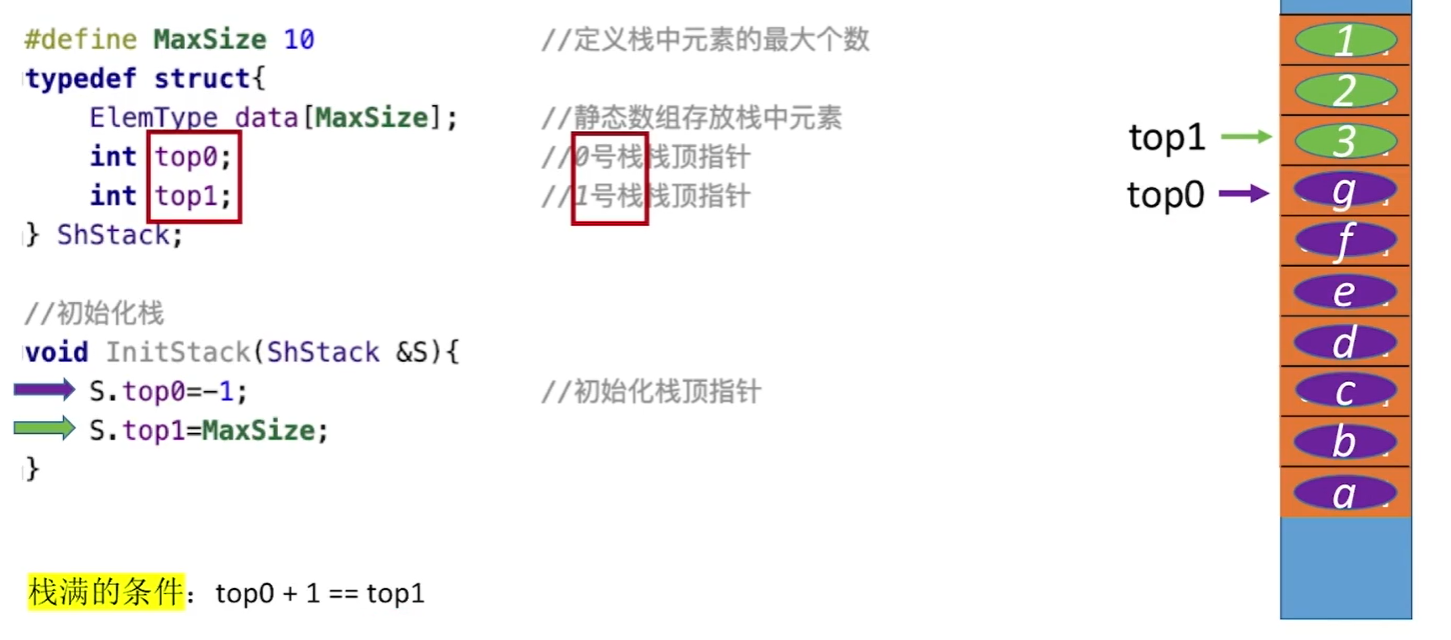 #define MaxSize 10 //定义栈中元素的最大个数
typedef struct{
ElemType data[MaxSize]; //静态数组存放栈中元素
int top0; //0号栈栈顶指针
int top1; //1号栈栈顶指针
} ShStack;
//初始化栈
void InitStack(ShStack &S){
S.top0=-1; //初始化栈顶指针
S.top1=MaxSize;
}
栈满的条件：top0 + 1 == top1
1
2
top1 3
top0 g
f
e
d
c
b
a